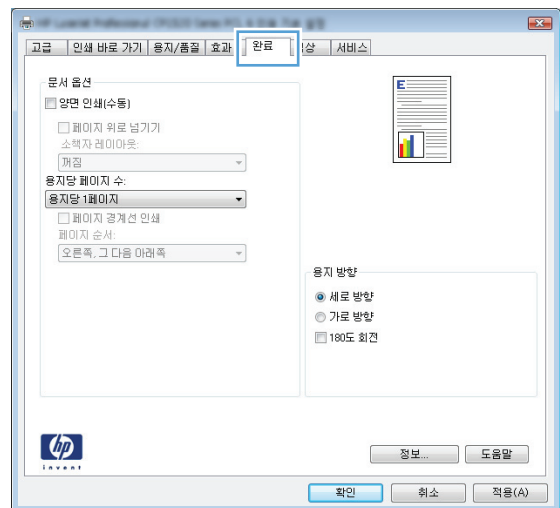 고급 인쇄 바로 가기 용지/품질 효과 완료 서비스
문서 옵션
양면 인쇄(수동)
페이지 위로 넘기기
소책자 레이아웃:
꺼짐
용지당 페이지 수:
용지당 1페이지
페이지 경계선 인쇄
페이지 순서:
오른쪽, 그 다음 아래쪽
E
용지 방향
세로 방향
가로 방향
180도 회전
hp
invent
정보... 도움말
확인 취소 적용(A)